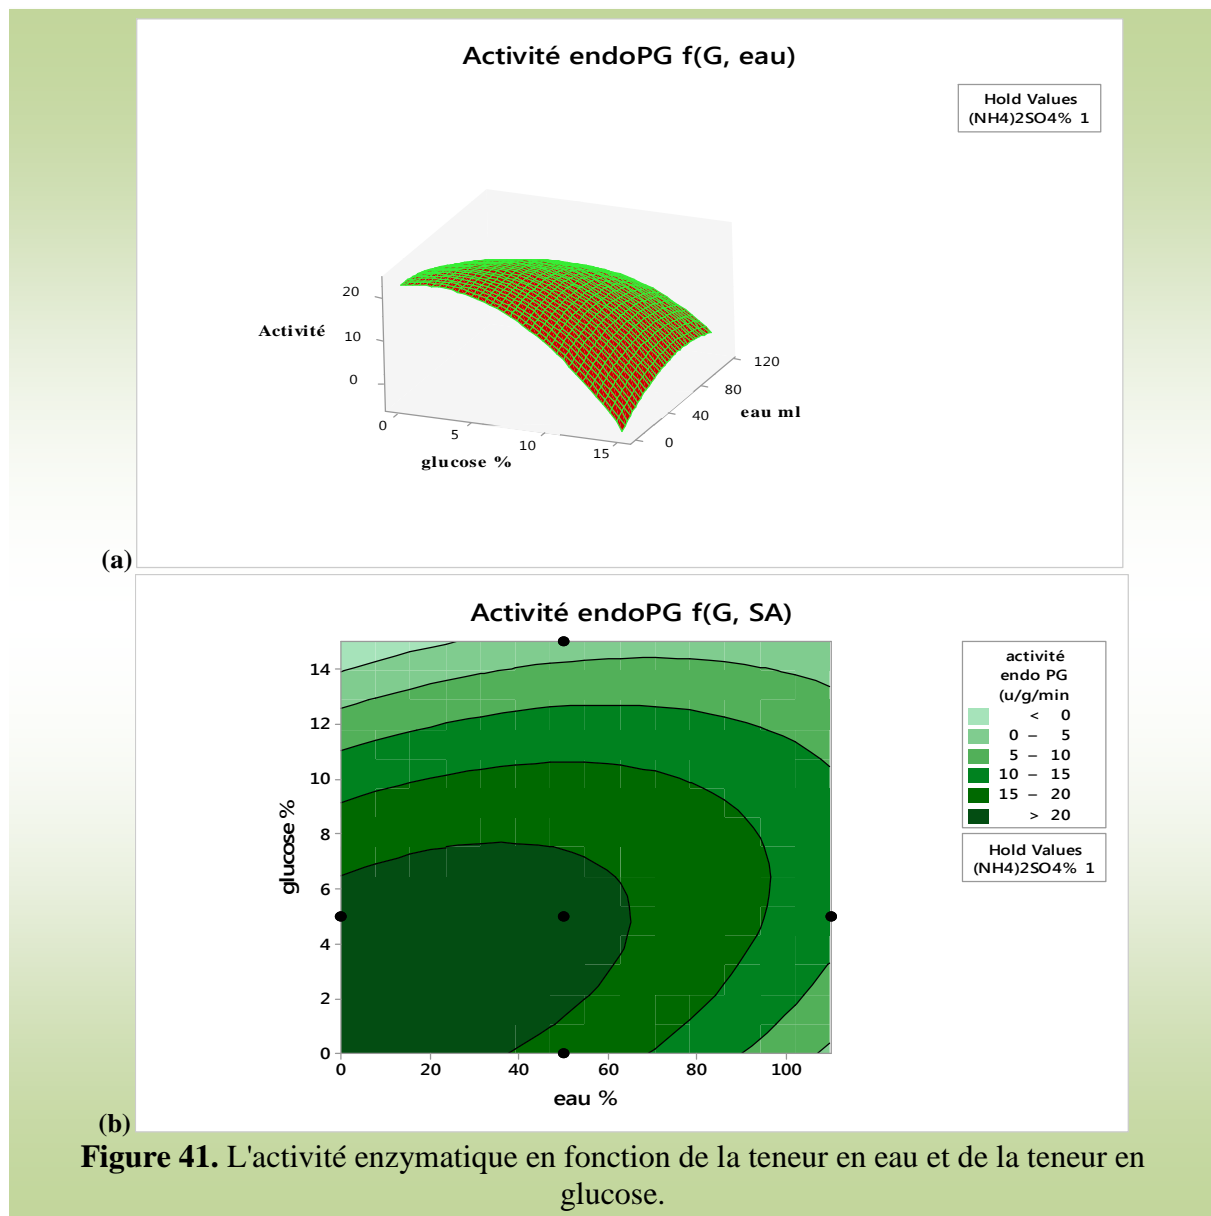 Activité endoPG f(G, eau)
Hold Values
(NH4)2SO4% 1
20
Activité
10
0
0
5
10
15
glucose %
0
40
80
120
eau ml
(a)
Activité endoPG f(G, SA)
14
12
10
8
6
4
2
0
glucose %
0 20 40 60 80 100
eau %
activité
endo PG
(u/g/min
< 0
0 – 5
5 – 10
10 – 15
15 – 20
> 20
Hold Values
(NH4)2SO4% 1
(b)
Figure 41. L'activité enzymatique en fonction de la teneur en eau et de la teneur en
glucose.